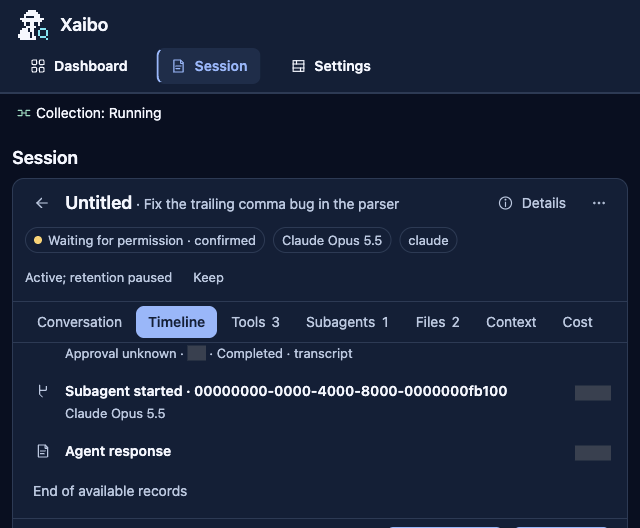 Xaibo
Dashboard
Session
Settings
Collection: Running
Session
Untitled · Fix the trailing comma bug in the parser
Details
Waiting for permission · confirmed
Claude Opus 5.5
claude
Active; retention paused
Keep
Conversation
Timeline
Tools 3
Subagents 1
Files 2
Context
Cost
Approval unknown · · Completed · transcript
Subagent started · 00000000-0000-4000-8000-0000000fb100
Claude Opus 5.5
Agent response
End of available records